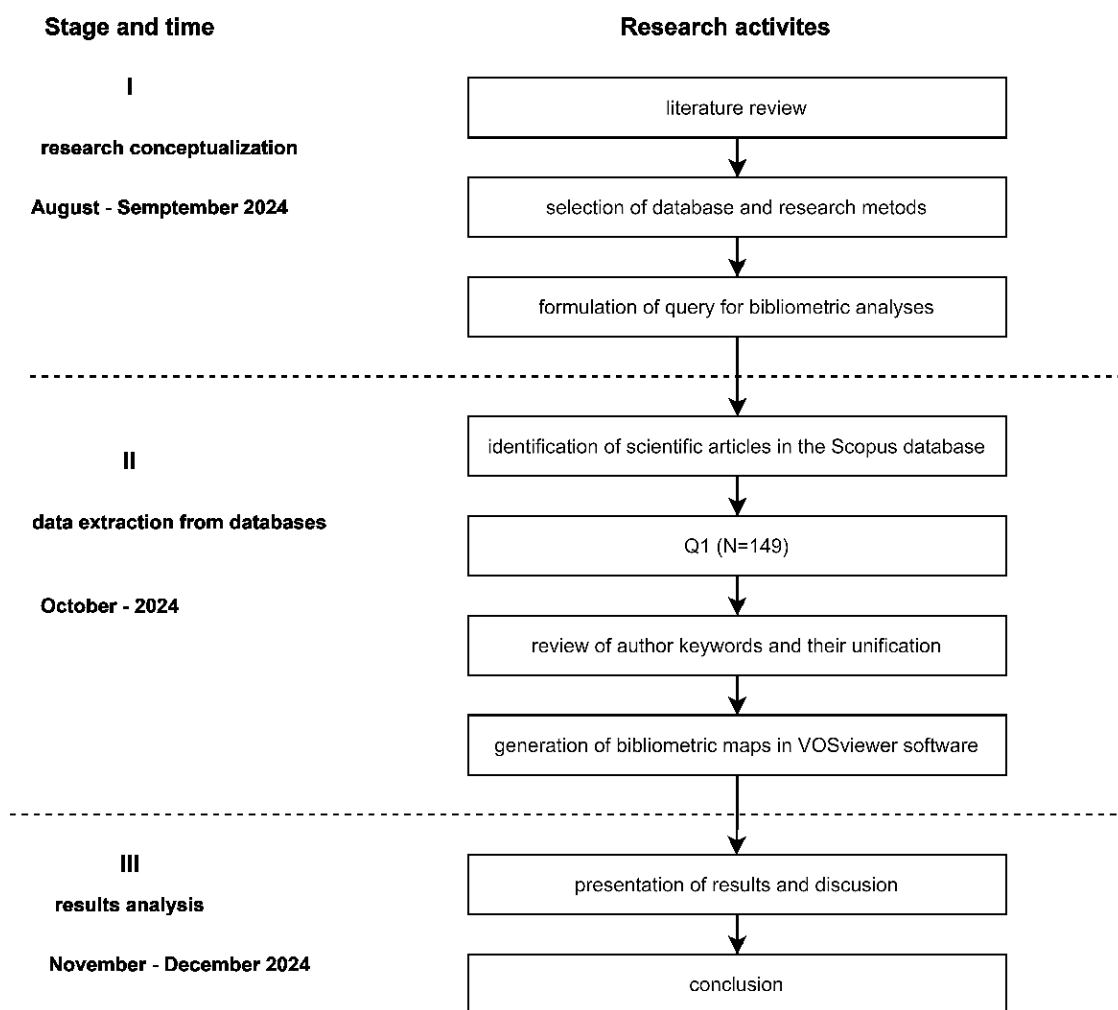 Stage and time
Research activites
I
research conceptualization
August - Semptember 2024
literature review
selection of database and research metods
formulation of query for bibliometric analyses
II
data extraction from databases
October - 2024
identification of scientific articles in the Scopus database
Q1 (N=149)
review of author keywords and their unification
generation of bibliometric maps in VOSviewer software
III
results analysis
November - December 2024
presentation of results and discusion
conclusion